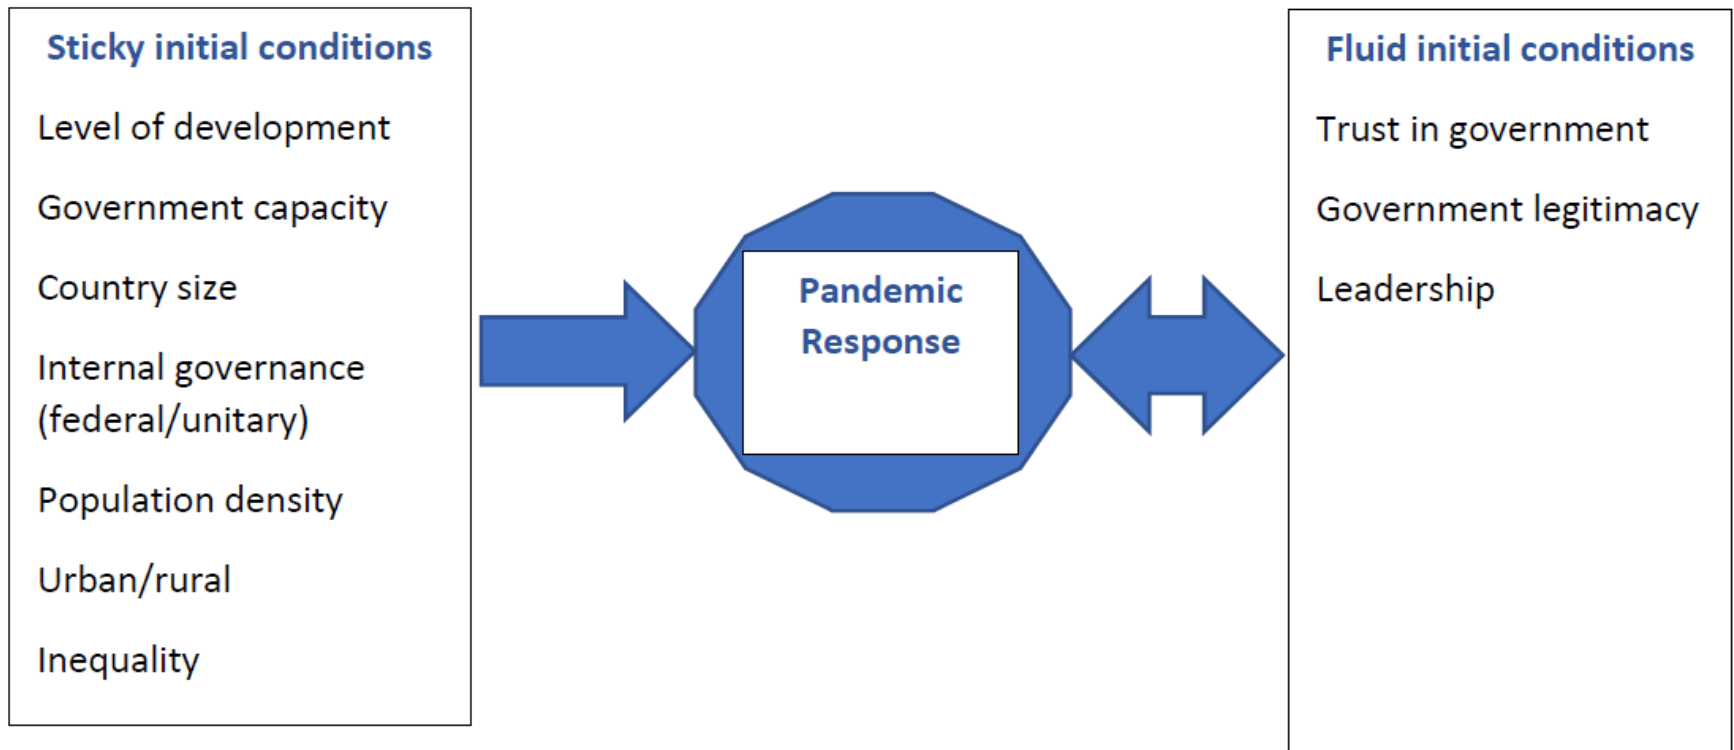 Sticky initial conditions
Level of development
Government capacity
Country size
Internal governance
(federal/unitary)
Population density
Urban/rural
Inequality
Pandemic
Response
Fluid initial conditions
Trust in government
Government legitimacy
Leadership